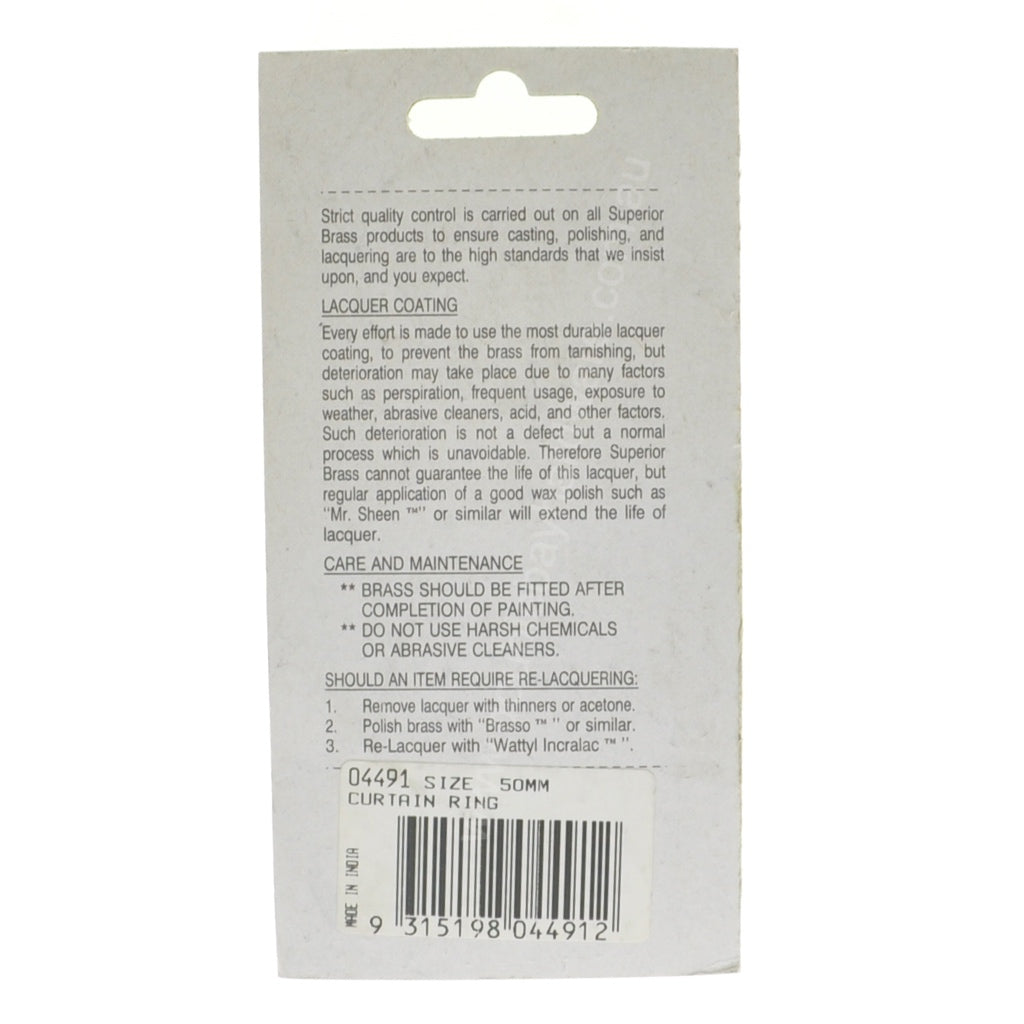 Strict quality control is carried out on all Superior
Brass products to ensure casting, polishing, and
lacquering are to the high standards that we insist
upon, and you expect.
LACQUER COATING
Every effort is made to use the most durable lacquer
coating, to prevent the brass from tarnishing, but
deterioration may take place due to many factors
such as perspiration, frequent usage, exposure to
weather, abrasive cleaners, acid, and other factors.
Such deterioration is not a defect but a normal
process which is unavoidable. Therefore Superior
Brass cannot guarantee the life of this lacquer, but
regular application of a good wax polish such as
"Mr. Sheen ™" or similar will extend the life of
lacquer.
CARE AND MAINTENANCE
** BRASS SHOULD BE FITTED AFTER
COMPLETION OF PAINTING.
** DO NOT USE HARSH CHEMICALS
OR ABRASIVE CLEANERS.
SHOULD AN ITEM REQUIRE RE-LACQUERING:
1. Remove lacquer with thinners or acetone.
2. Polish brass with "Brasso ™ " or similar.
3. Re-Lacquer with "Wattyl Incralac ™ ".
04491 SIZE 50MM
CURTAIN RING
MADE IN INDIA
9 315198 044912